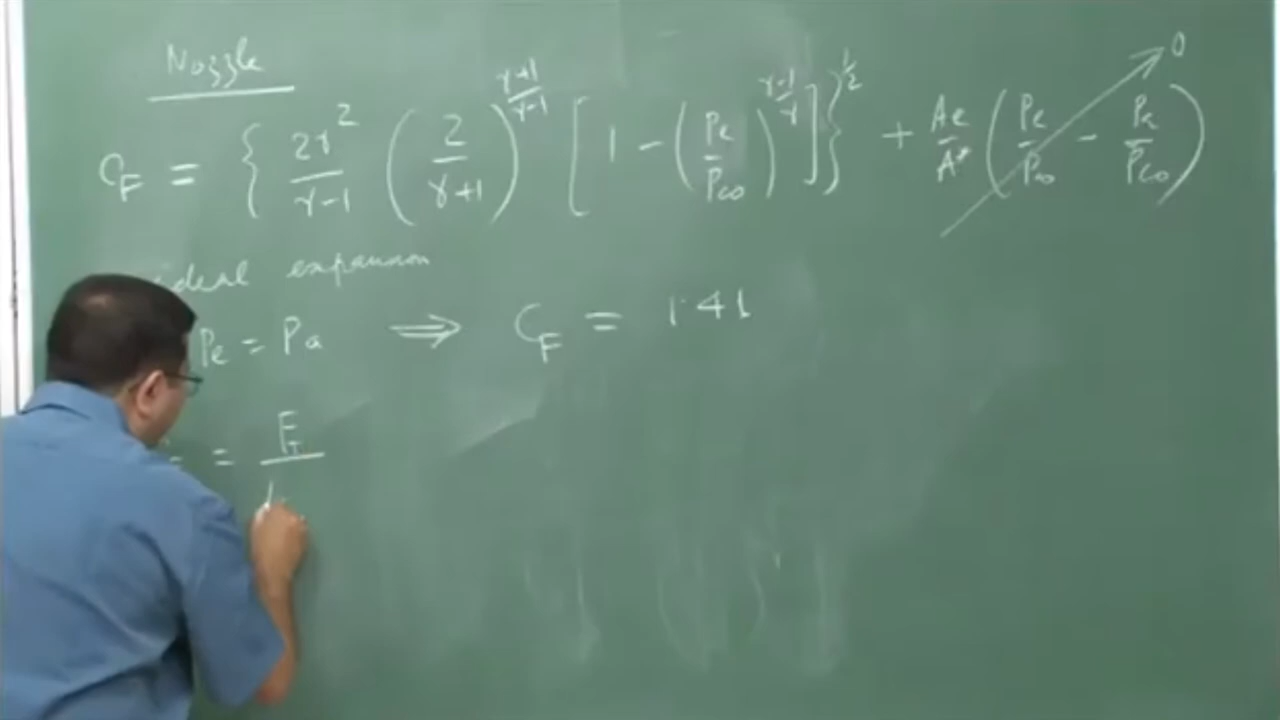 Nozzle
C_F = { 2γ² / γ-1 ( 2 / γ+1 )^(γ+1 / γ-1) [ 1 - ( Pe / Pco )^(γ-1 / γ) ] }^(1/2) + Ae / A* ( Pe / Pco - Pa / Pco ) → 0
ideal expansion
Pe = Pa ⇒ C_F = 1.41
= F_T